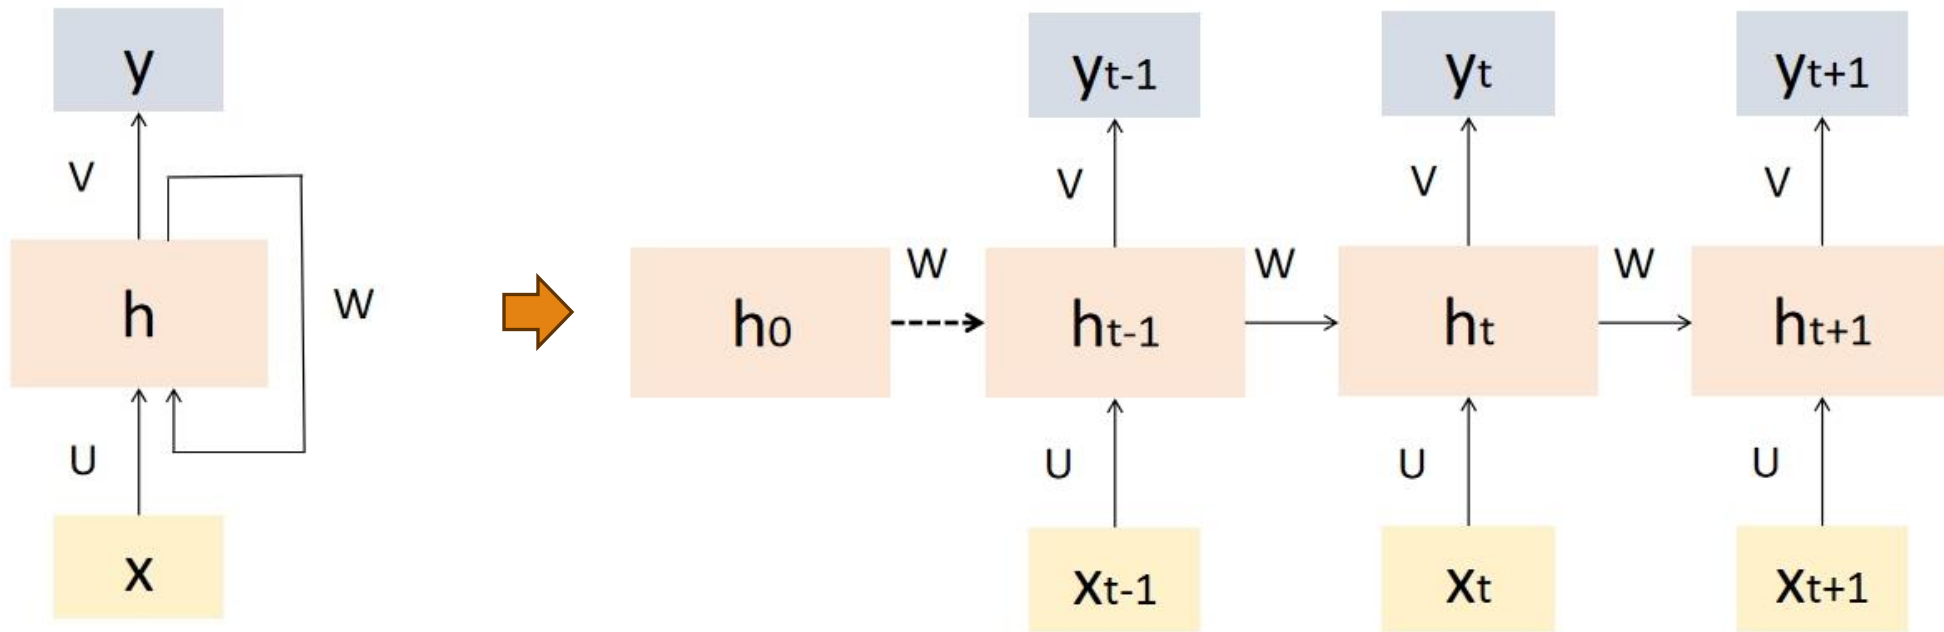 y
V
h
W
U
x
yt-1
yt
yt+1
V
V
V
W
W
W
h0
ht-1
ht
ht+1
U
U
U
xt-1
xt
xt+1